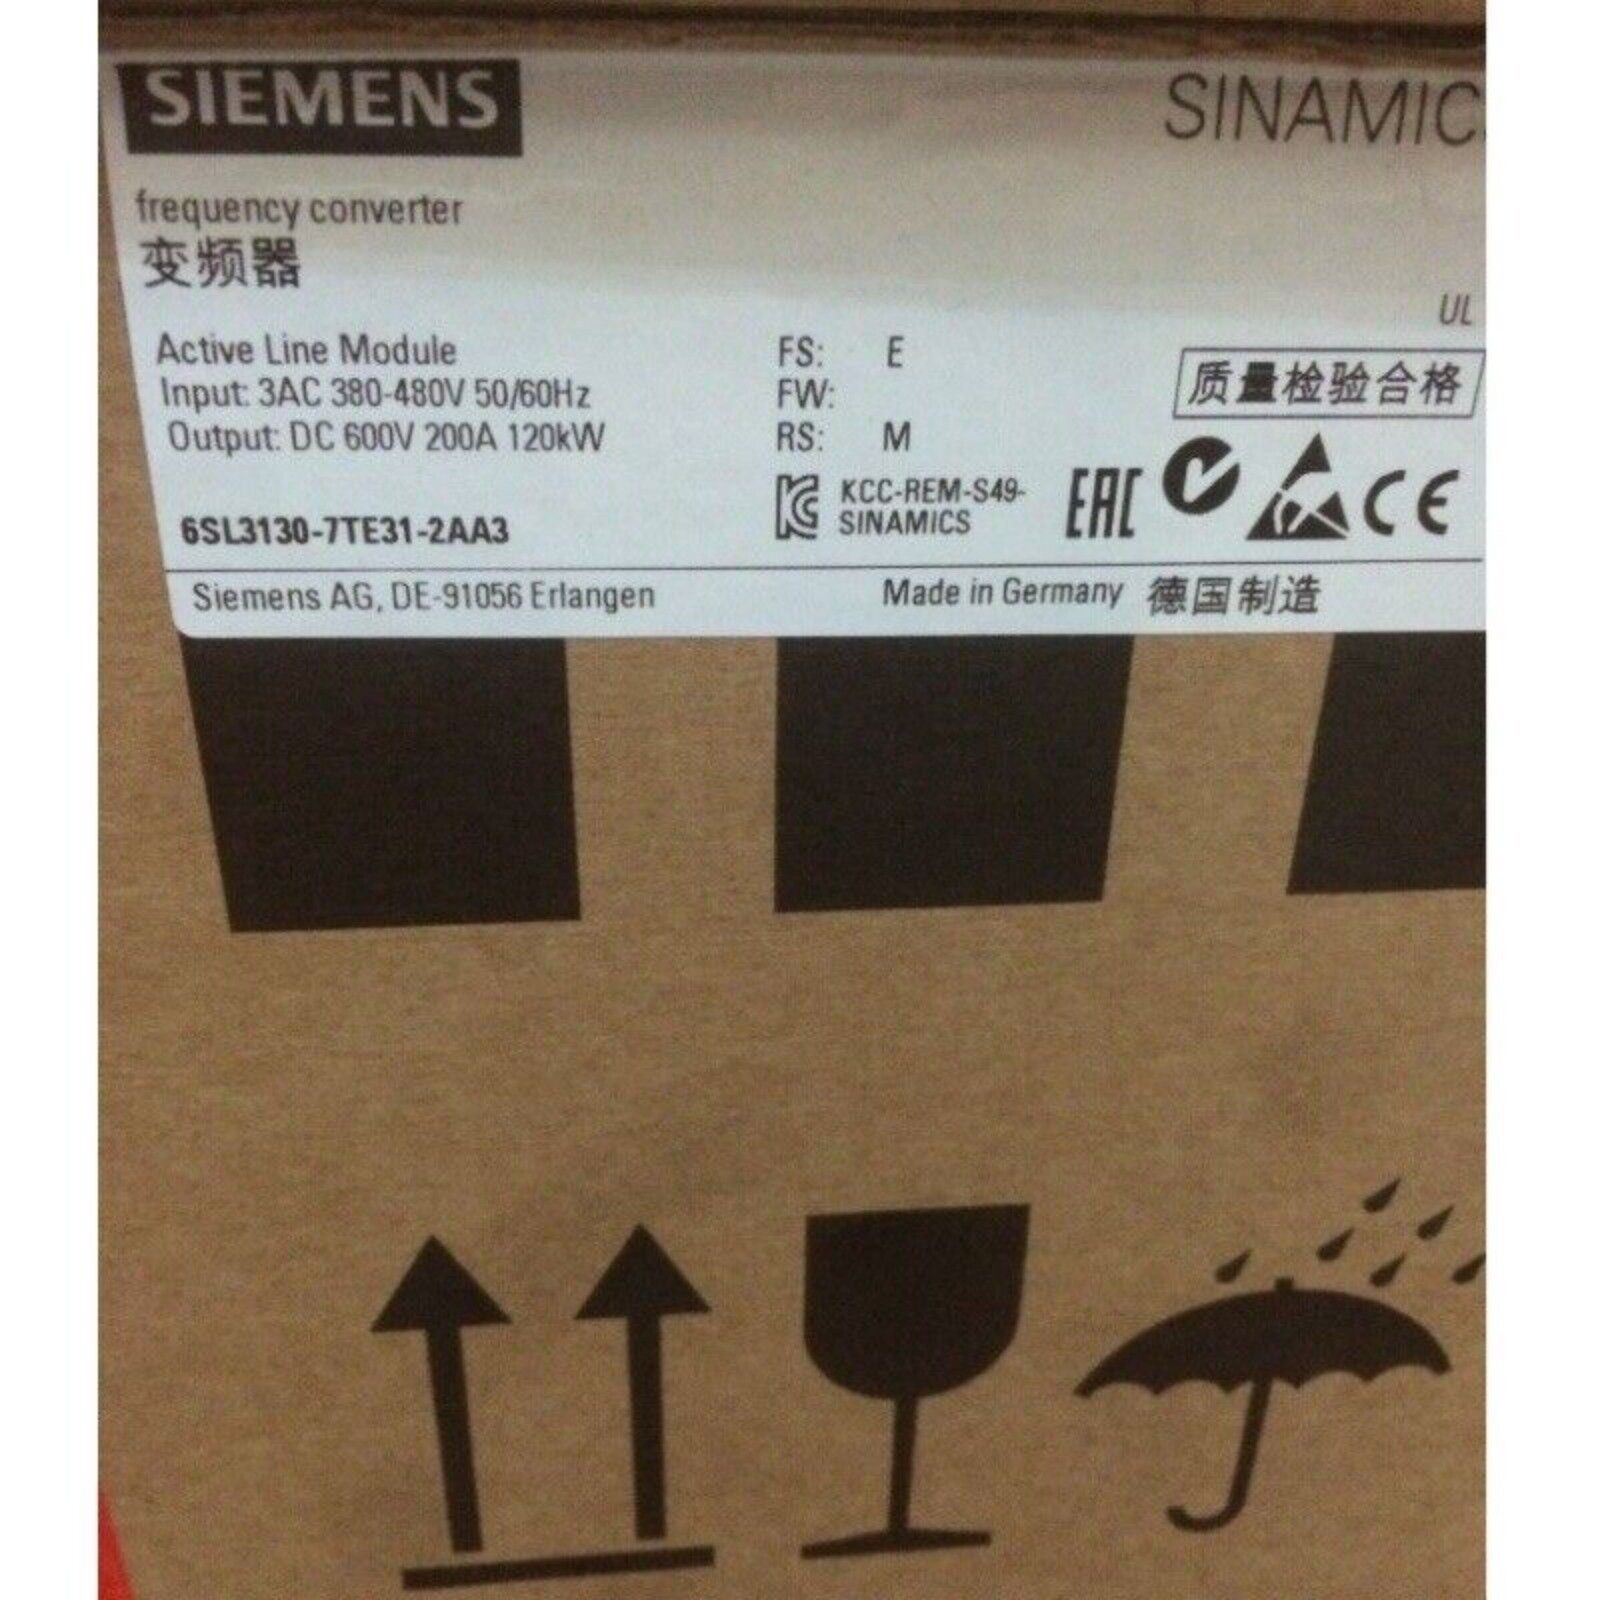 SIEMENS
SINAMIC
frequency converter
变频器
UL
Active Line Module
Input: 3AC 380-480V 50/60Hz
Output: DC 600V 200A 120kW
FS: E
FW:
RS: M
质量检验合格
KCC-REM-S49-
SINAMICS
EAC
CE
6SL3130-7TE31-2AA3
Siemens AG, DE-91056 Erlangen
Made in Germany 德国制造